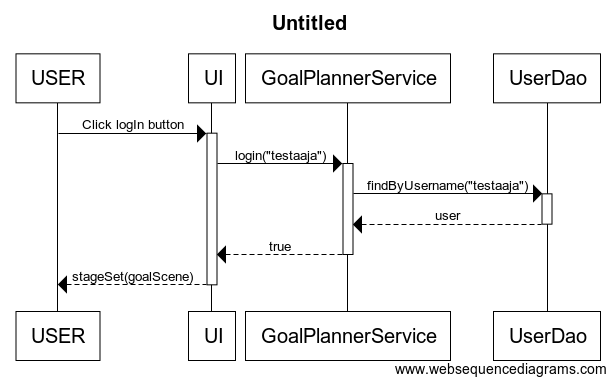 Untitled
USER UI GoalPlannerService UserDao
Click logIn button
login("testaaja")
findByUsername("testaaja")
user
true
stageSet(goalScene)
USER UI GoalPlannerService UserDao
www.websequencediagrams.com